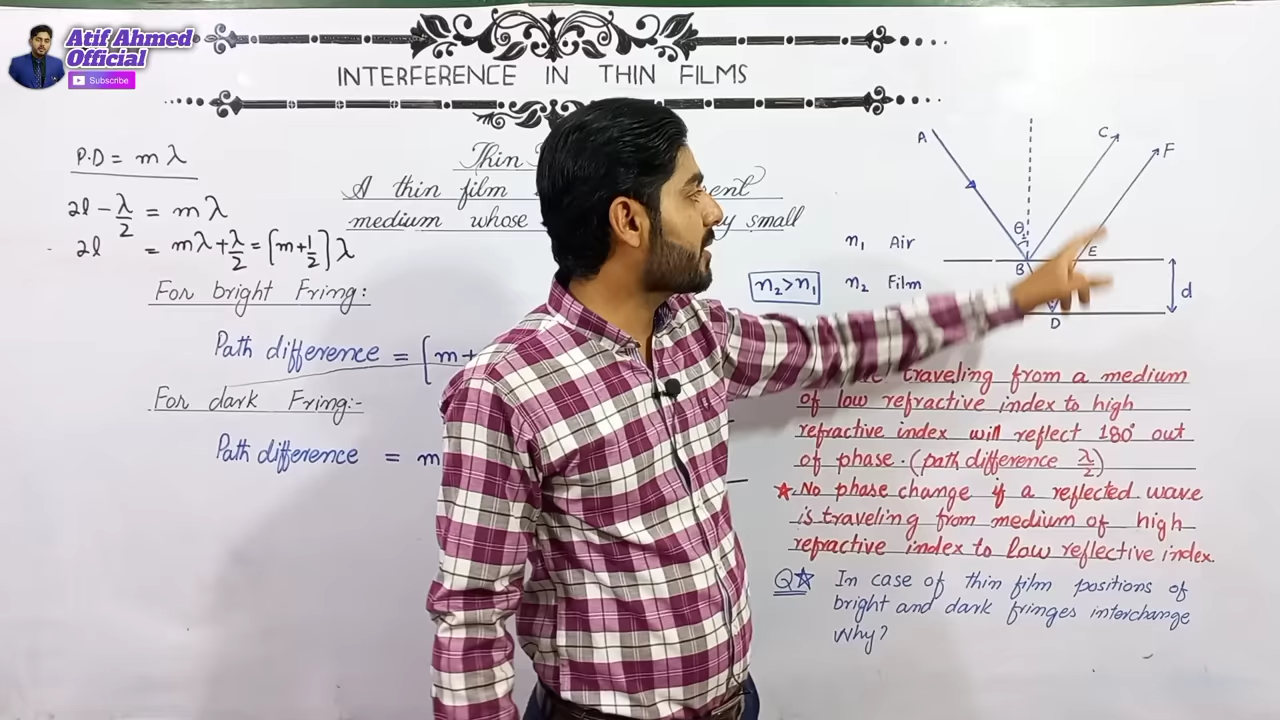 Atif Ahmed
Official
Subscribe
INTERFERENCE IN THIN FILMS
P.D = mλ
2l - λ/2 = mλ
2l = mλ + λ/2 = [m+1/2] λ
For bright Fring:
Path difference = [m+
For dark Fring:-
Path difference = m
Thin
A thin film
medium whose small
A
C
F
θ
n₁ Air
B
E
n₂>n₁
n₂ Film
d
D
traveling from a medium
of low refractive index to high
refractive index will reflect 180° out
of phase. (path difference λ/2)
★. No phase change if a reflected wave
is traveling from medium of high
refractive index to low reflective index.
Q☆ In case of thin film positions of
bright and dark fringes interchange
Why?